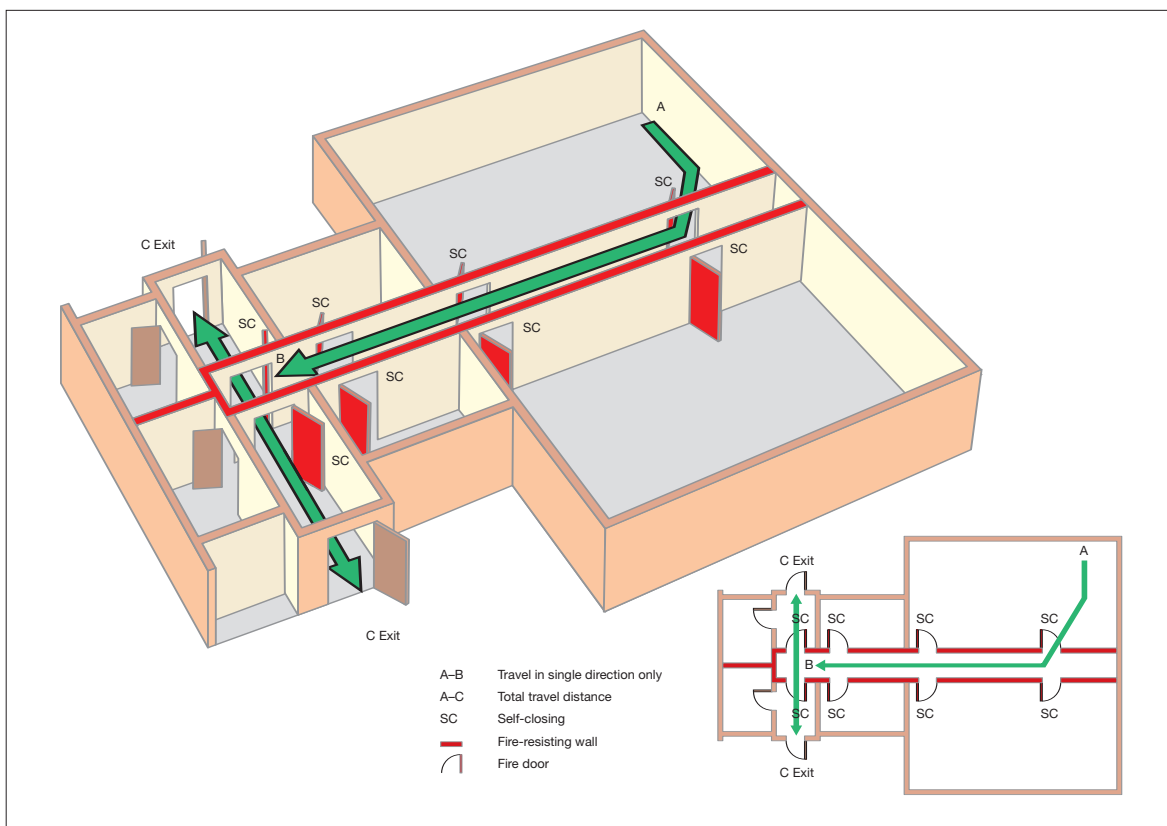 A
SC
SC
C Exit
SC
SC
SC
SC
B
SC
SC
C Exit
A–B Travel in single direction only
A–C Total travel distance
SC Self-closing
Fire-resisting wall
Fire door
A
C Exit
SC SC SC SC
B
SC SC SC SC
C Exit